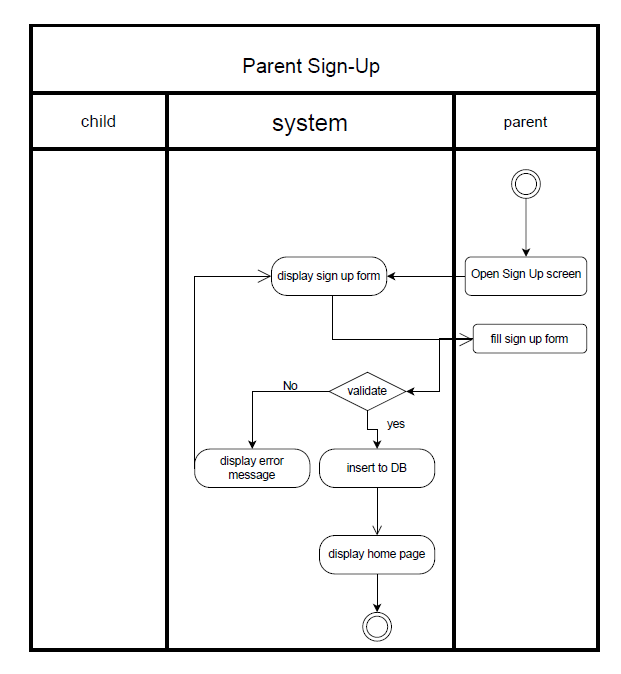 Parent Sign-Up
child
system
parent
display sign up form
Open Sign Up screen
fill sign up form
No
validate
yes
display error
message
insert to DB
display home page